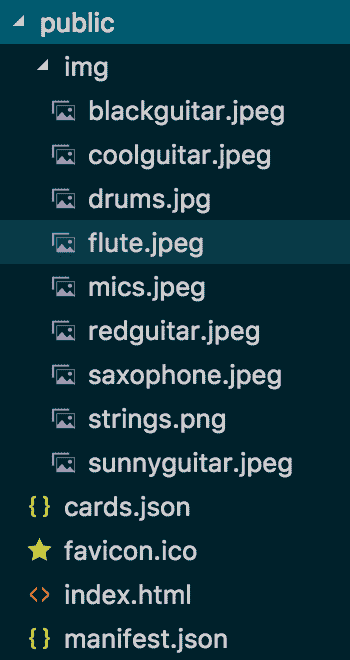 public
img
blackguitar.jpeg
coolguitar.jpeg
drums.jpg
flute.jpeg
mics.jpeg
redguitar.jpeg
saxophone.jpeg
strings.png
sunnyguitar.jpeg
{} cards.json
favicon.ico
<> index.html
{} manifest.json